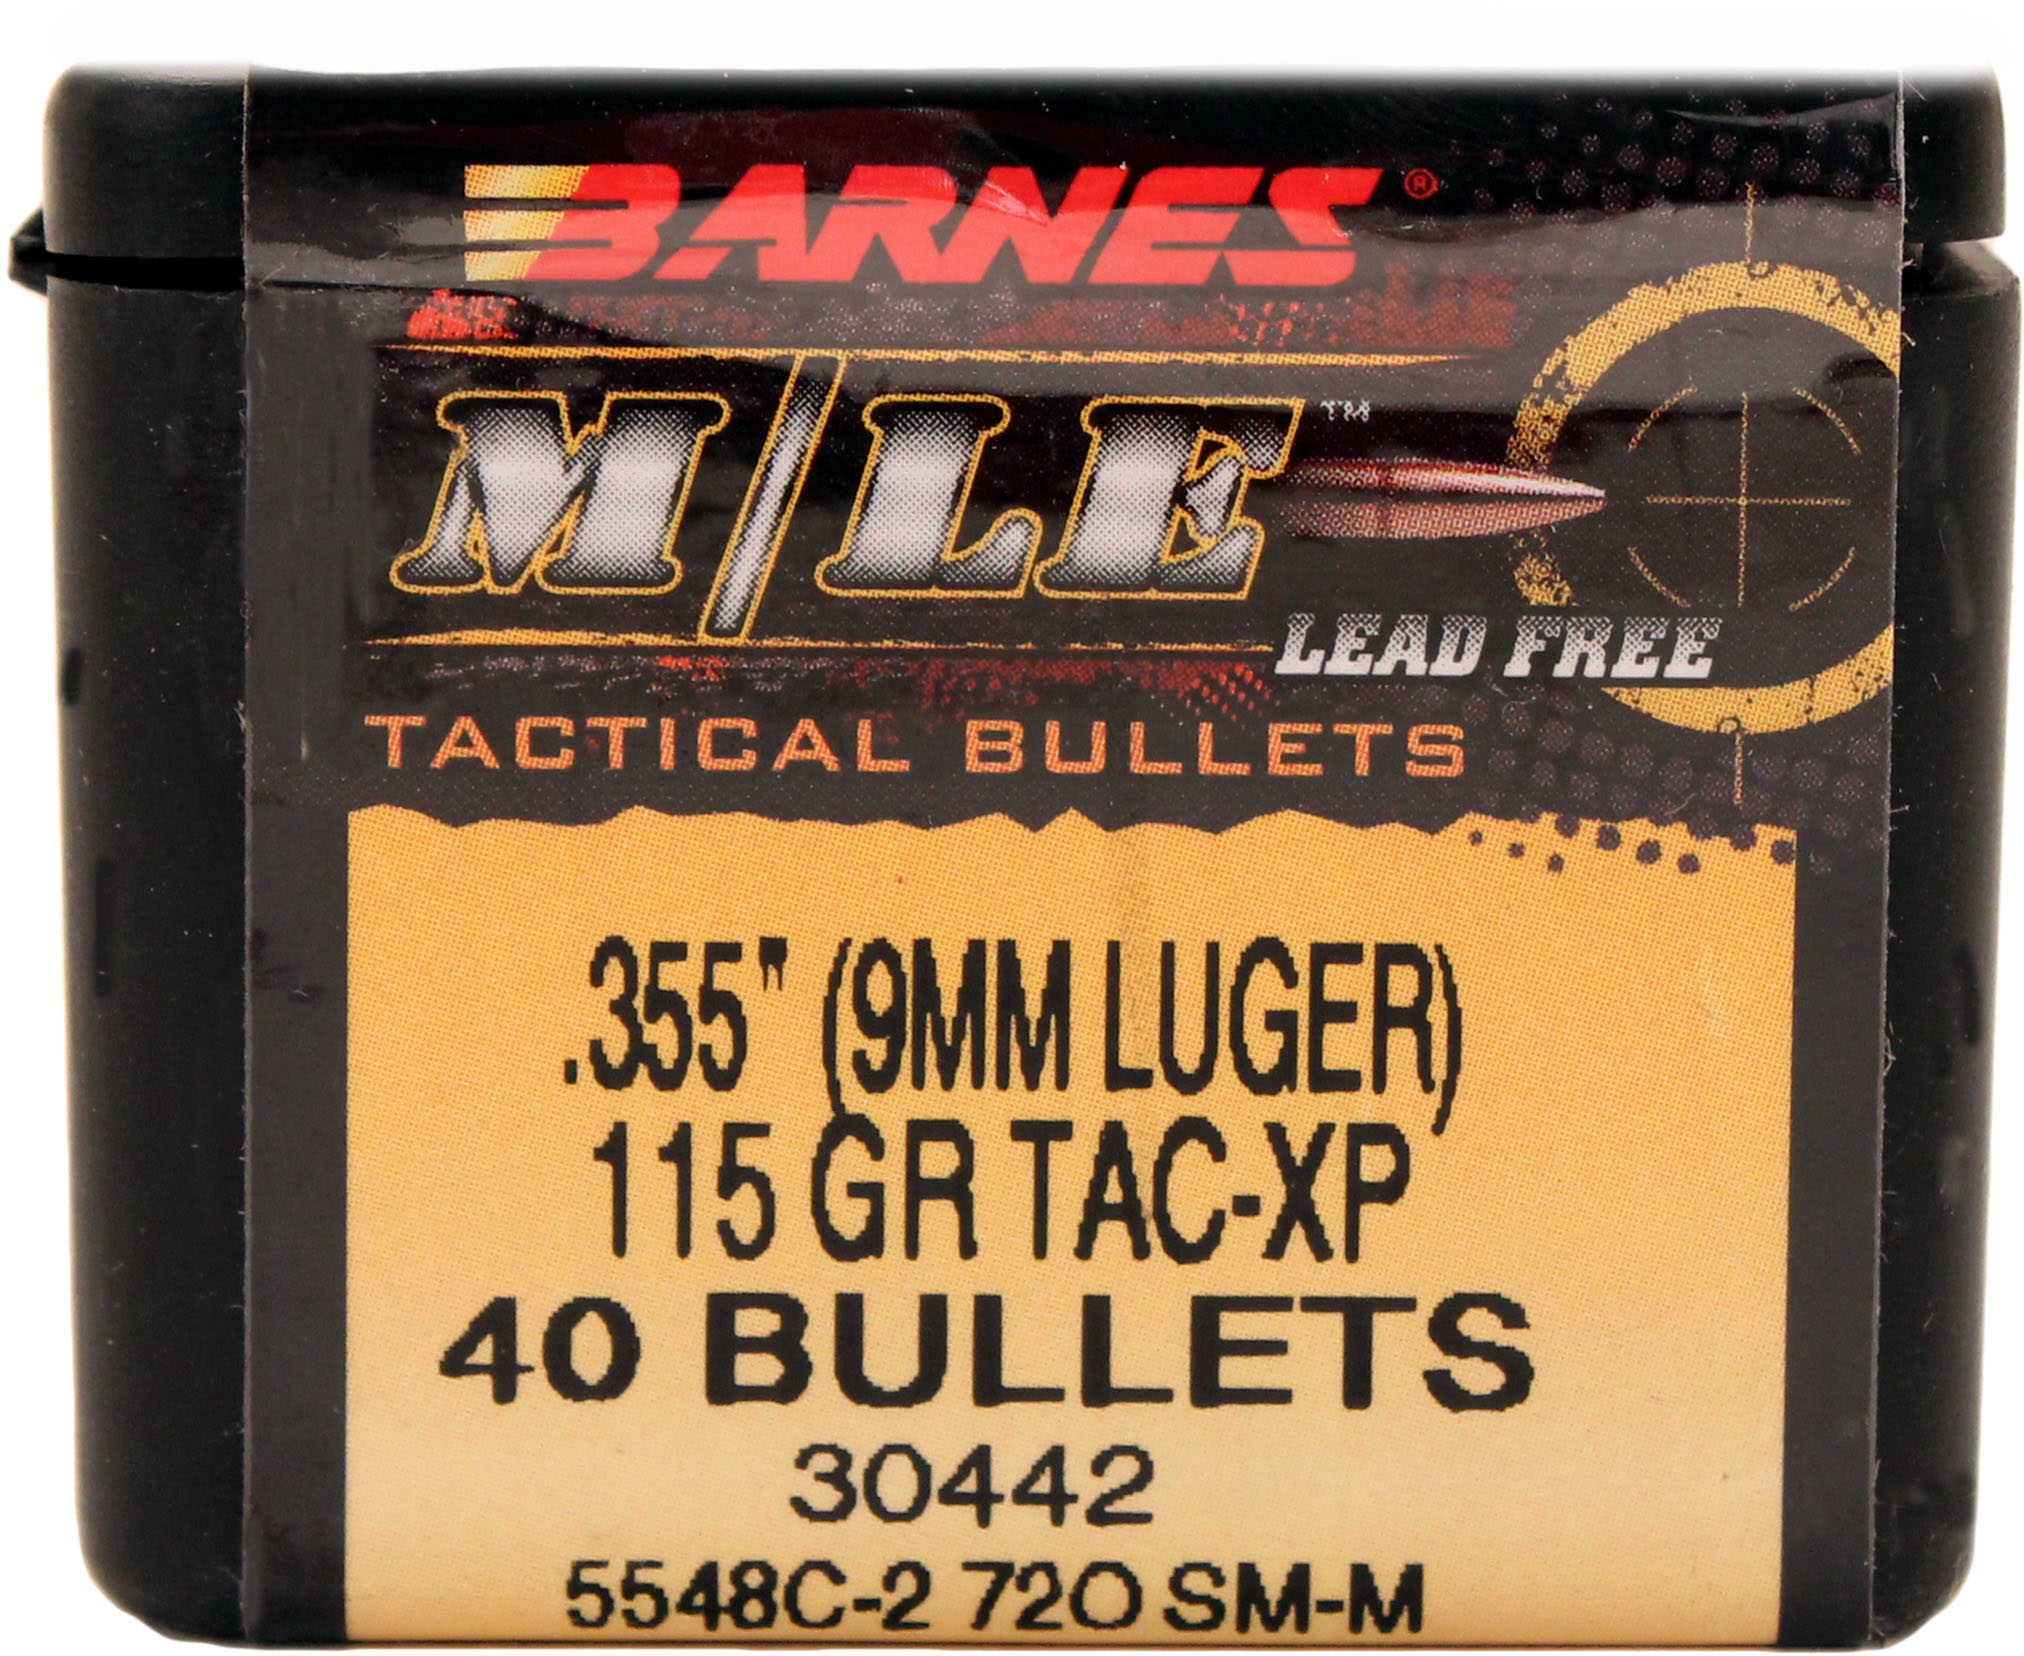 BARNES®
M/LE
LEAD FREE
TACTICAL BULLETS
.355" (9MM LUGER)
115 GR TAC-XP
40 BULLETS
30442
5548C-2 720 SM-M